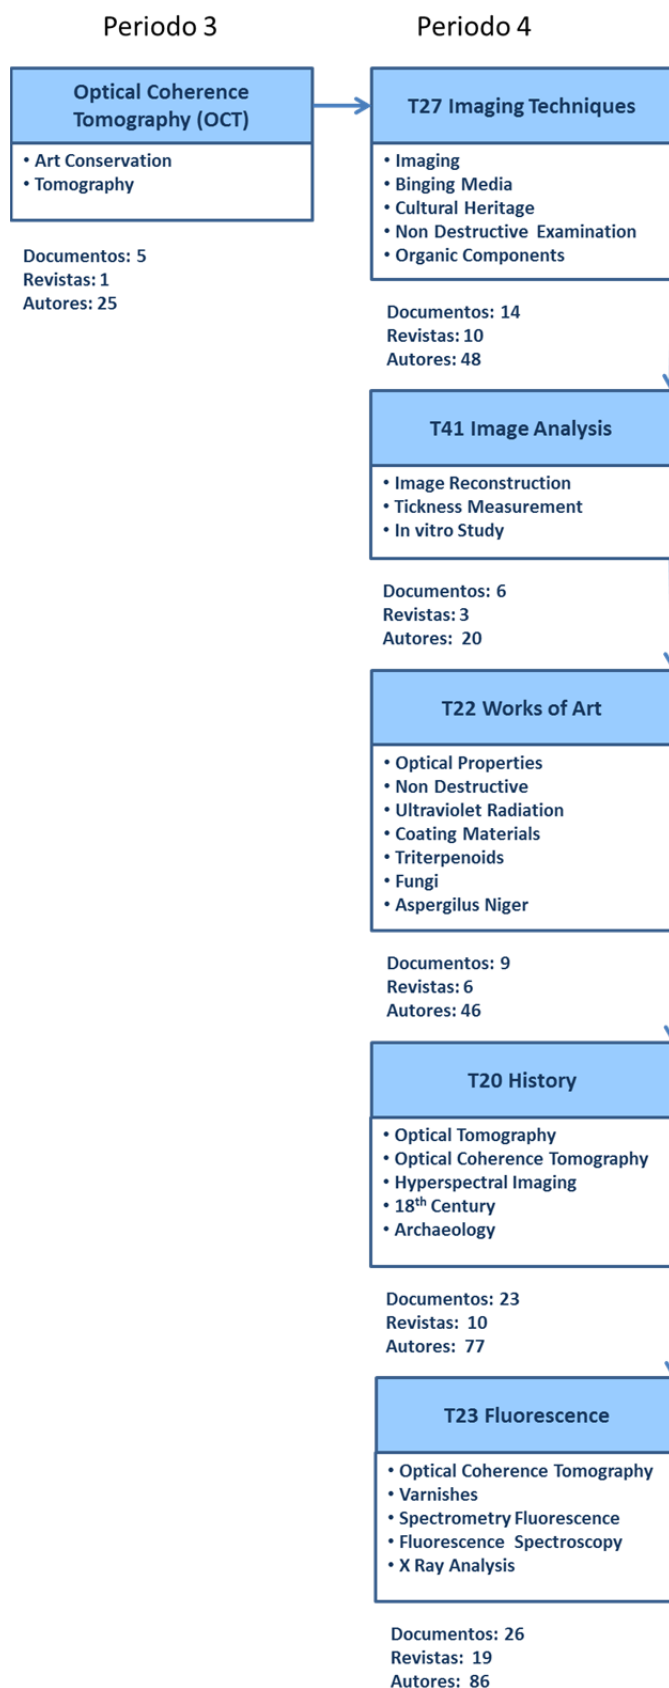 Periodo 3
Periodo 4
Optical Coherence
Tomography (OCT)
• Art Conservation
• Tomography
Documentos: 5
Revistas: 1
Autores: 25
T27 Imaging Techniques
• Imaging
• Binging Media
• Cultural Heritage
• Non Destructive Examination
• Organic Components
Documentos: 14
Revistas: 10
Autores: 48
T41 Image Analysis
• Image Reconstruction
• Tickness Measurement
• In vitro Study
Documentos: 6
Revistas: 3
Autores: 20
T22 Works of Art
• Optical Properties
• Non Destructive
• Ultraviolet Radiation
• Coating Materials
• Triterpenoids
• Fungi
• Aspergilus Niger
Documentos: 9
Revistas: 6
Autores: 46
T20 History
• Optical Tomography
• Optical Coherence Tomography
• Hyperspectral Imaging
• 18th Century
• Archaeology
Documentos: 23
Revistas: 10
Autores: 77
T23 Fluorescence
• Optical Coherence Tomography
• Varnishes
• Spectrometry Fluorescence
• Fluorescence Spectroscopy
• X Ray Analysis
Documentos: 26
Revistas: 19
Autores: 86